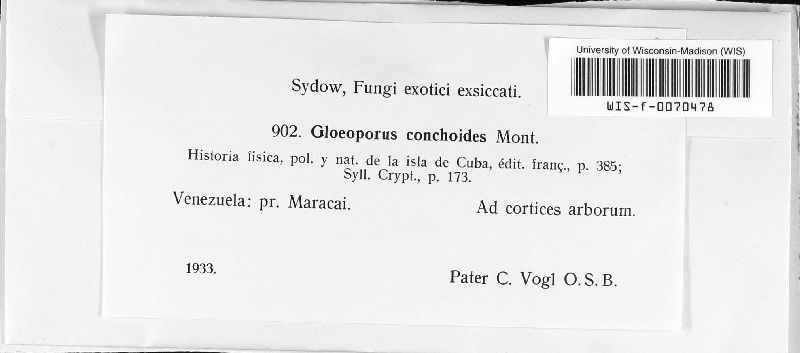 University of Wisconsin-Madison (WIS)
WIS-f-0070478
Sydow, Fungi exotici exsiccati.
902. Gloeoporus conchoides Mont.
Historia fisica, pol. y nat. de la isla de Cuba, édit. franç., p. 385;
Syll. Crypt., p. 173.
Venezuela: pr. Maracai.
Ad cortices arborum.
1933.
Pater C. Vogl O. S. B.